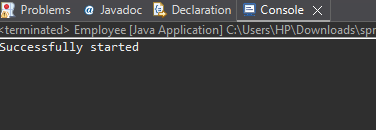 Problems @ Javadoc Declaration Console
<terminated> Employee [Java Application] C:\Users\HP\Downloads\spr
Successfully started